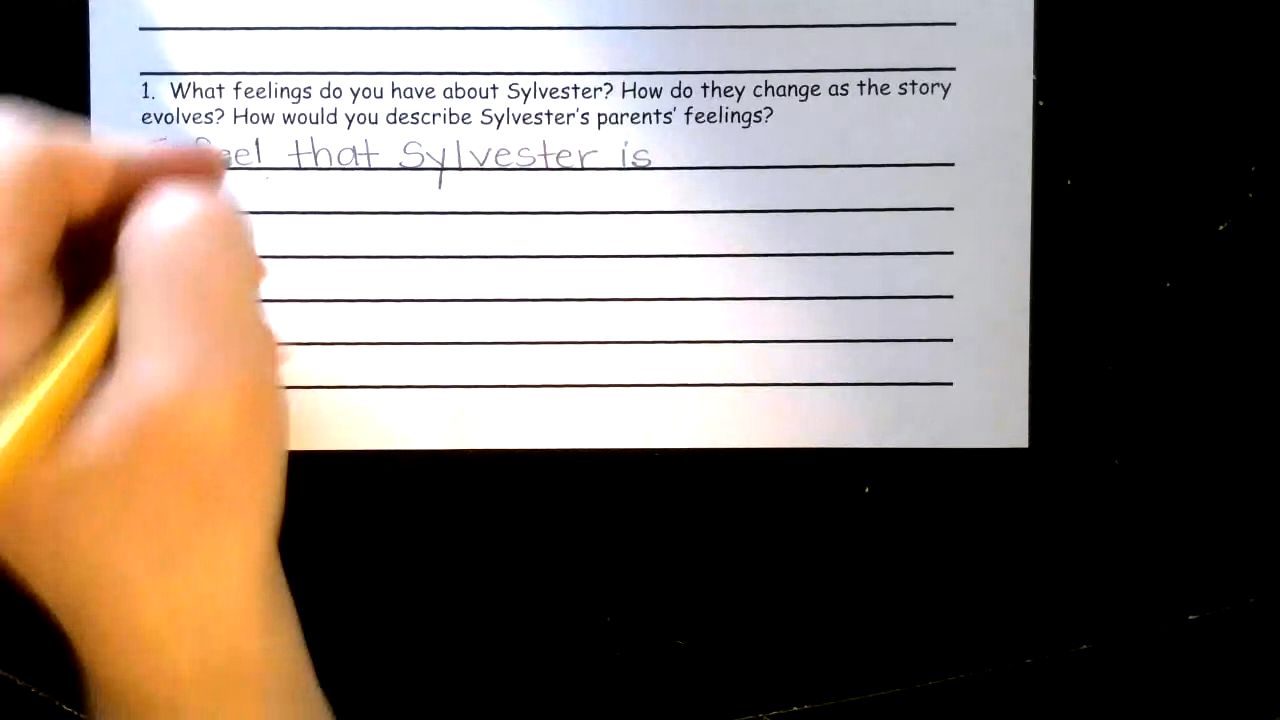 1. What feelings do you have about Sylvester? How do they change as the story
evolves? How would you describe Sylvester's parents' feelings?
feel that Sylvester is